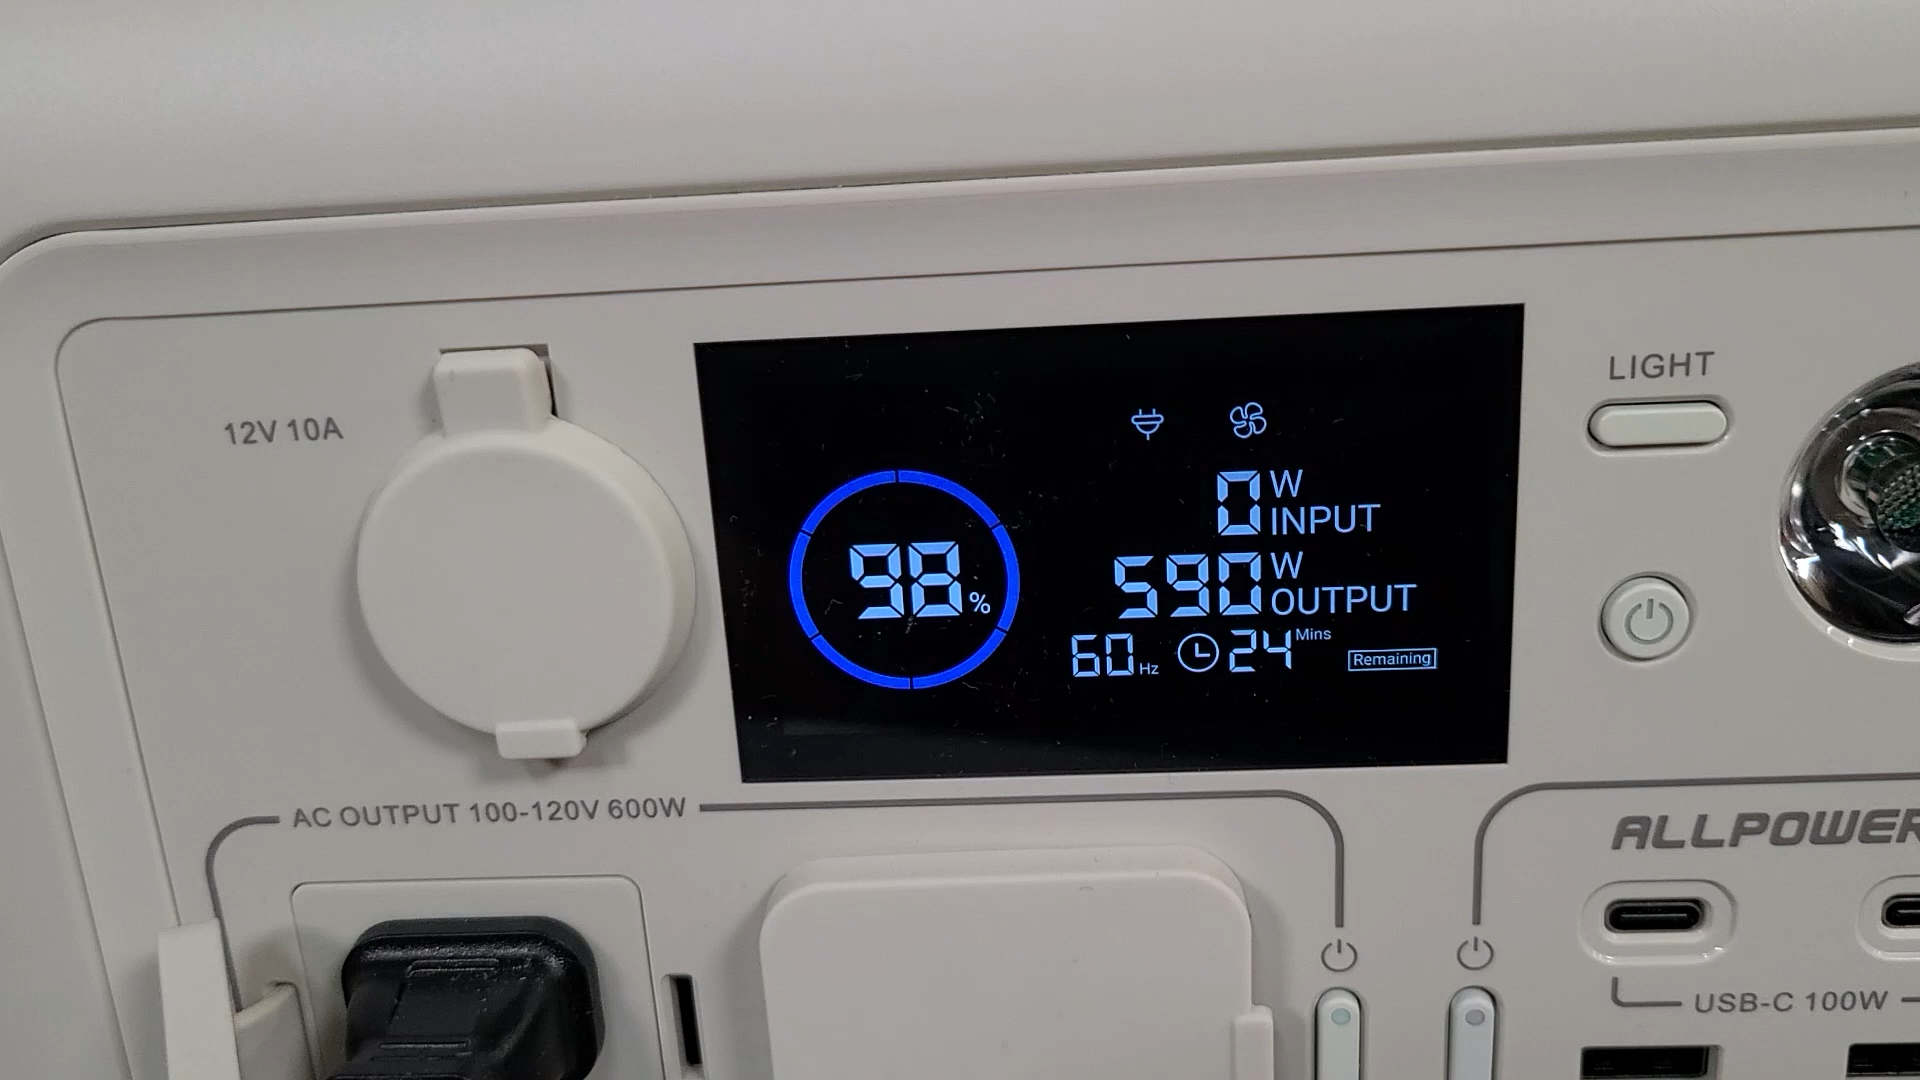 12V 10A
98%
0 W
INPUT
590 W
OUTPUT
60Hz 24 Mins Remaining
LIGHT
AC OUTPUT 100-120V 600W
ALLPOWER
USB-C 100W